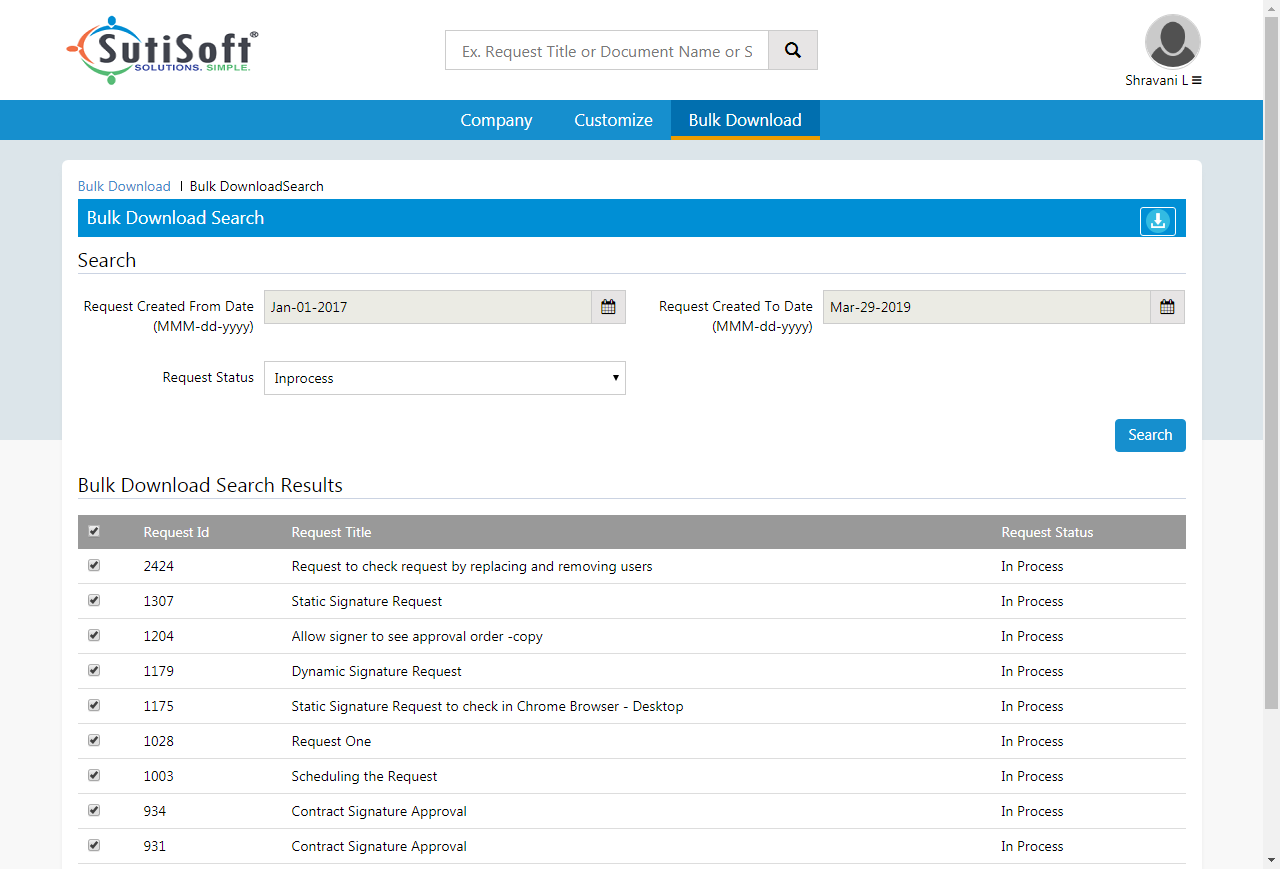 SutiSoft®
SOLUTIONS. SIMPLE.
Ex. Request Title or Document Name or S
Shravani L
Company Customize Bulk Download
Bulk Download | Bulk DownloadSearch
Bulk Download Search
Search
Request Created From Date Jan-01-2017 Request Created To Date Mar-29-2019
(MMM-dd-yyyy) (MMM-dd-yyyy)
Request Status Inprocess
Search
Bulk Download Search Results
Request Id Request Title Request Status
2424 Request to check request by replacing and removing users In Process
1307 Static Signature Request In Process
1204 Allow signer to see approval order -copy In Process
1179 Dynamic Signature Request In Process
1175 Static Signature Request to check in Chrome Browser - Desktop In Process
1028 Request One In Process
1003 Scheduling the Request In Process
934 Contract Signature Approval In Process
931 Contract Signature Approval In Process